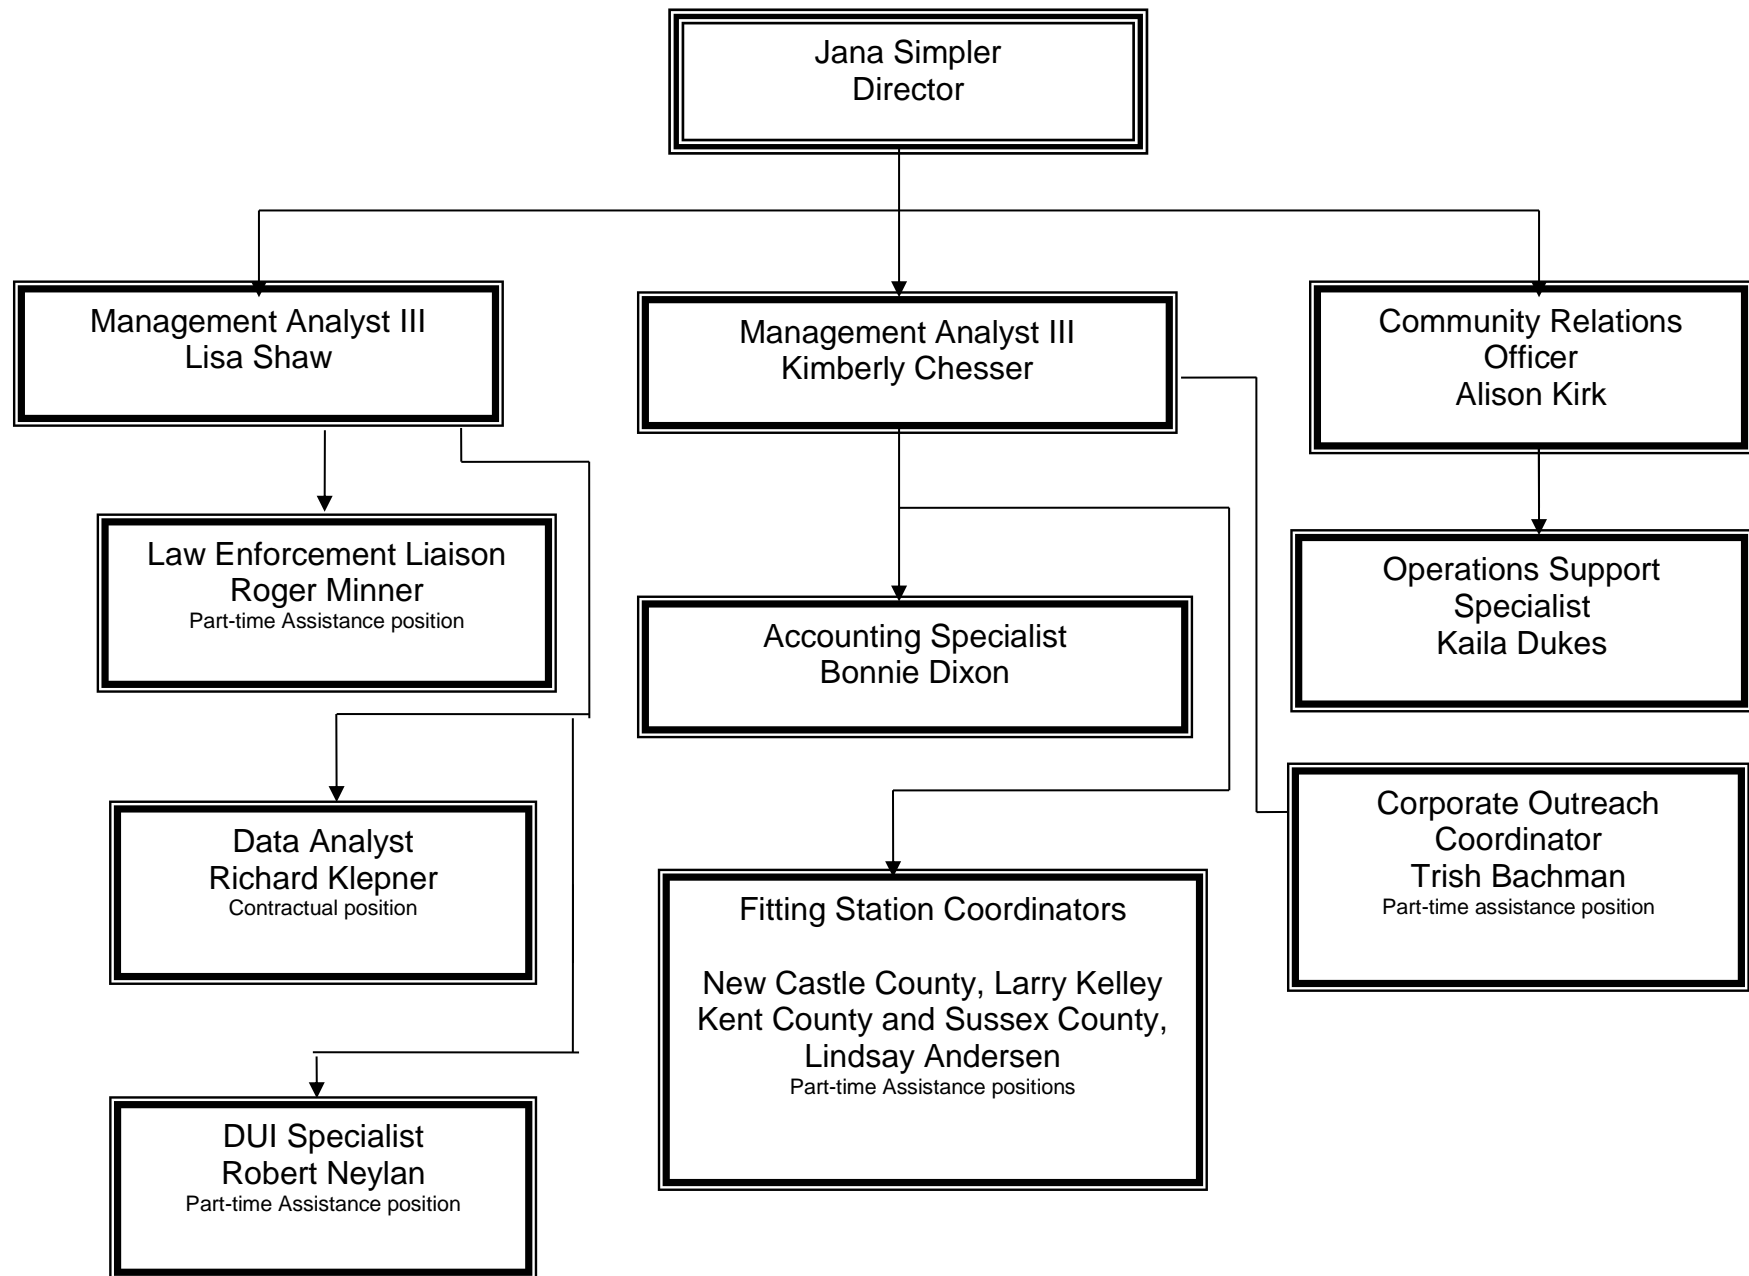 Jana Simpler
Director
Management Analyst III
Lisa Shaw
Management Analyst III
Kimberly Chesser
Community Relations
Officer
Alison Kirk
Law Enforcement Liaison
Roger Minner
Part-time Assistance position
Accounting Specialist
Bonnie Dixon
Operations Support
Specialist
Kaila Dukes
Data Analyst
Richard Klepner
Contractual position
Fitting Station Coordinators
New Castle County, Larry Kelley
Kent County and Sussex County,
Lindsay Andersen
Part-time Assistance positions
Corporate Outreach
Coordinator
Trish Bachman
Part-time assistance position
DUI Specialist
Robert Neylan
Part-time Assistance position